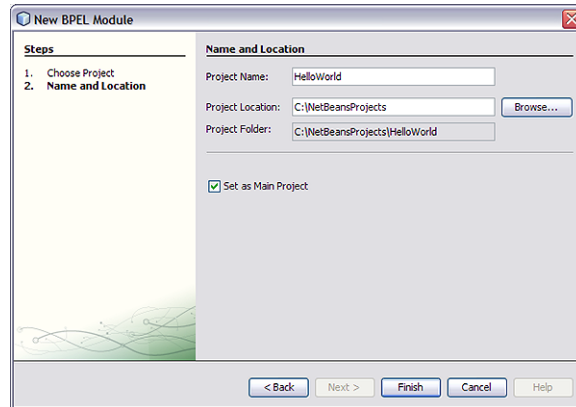 New BPEL Module
Steps
1. Choose Project
2. Name and Location
Name and Location
Project Name: HelloWorld
Project Location: C:\NetBeansProjects Browse...
Project Folder: C:\NetBeansProjects\HelloWorld
Set as Main Project
< Back Next > Finish Cancel Help